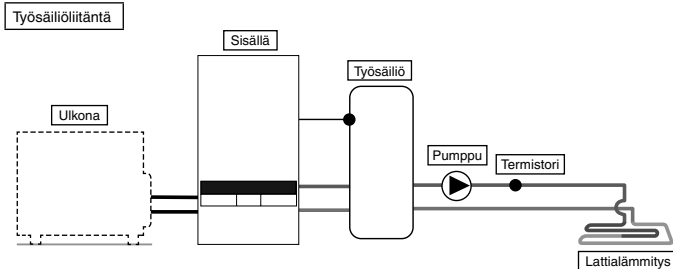 Työsäiliöliitäntä
Sisällä
Työsäiliö
Ulkona
Pumppu
Termistori
Lattialämmitys